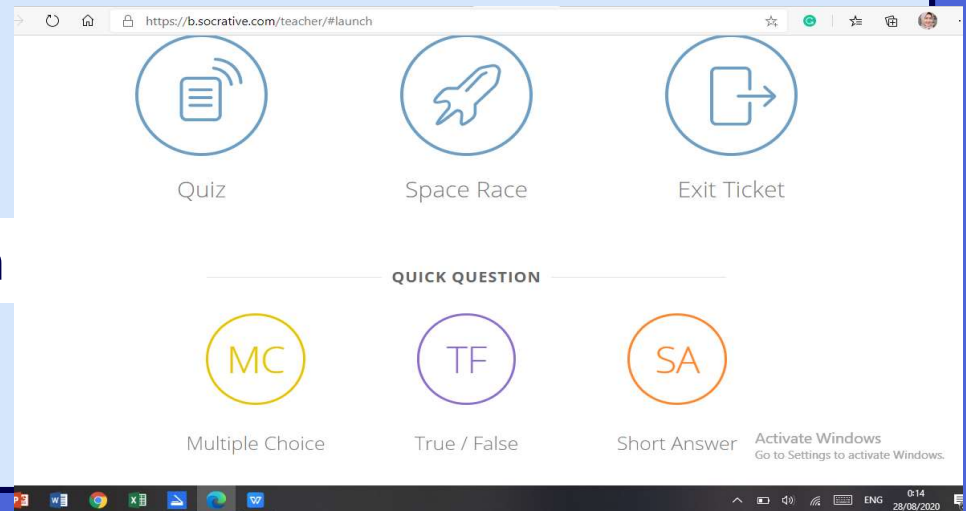 https://b.socrative.com/teacher/#launch
Quiz Space Race Exit Ticket
QUICK QUESTION
MC TF SA
Multiple Choice True / False Short Answer
Activate Windows
Go to Settings to activate Windows.
ENG 0:14
28/08/2020